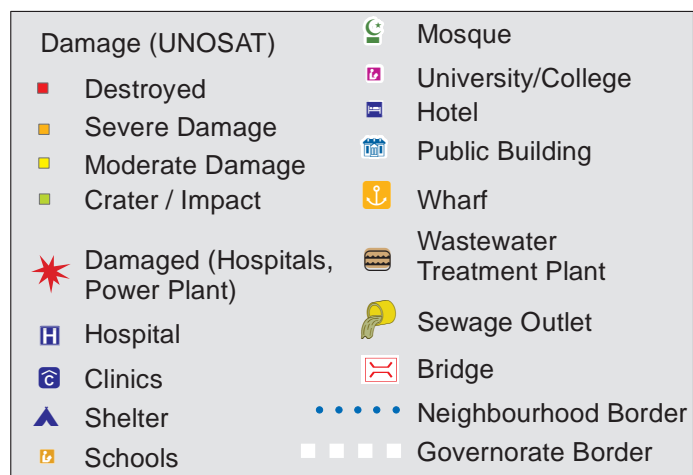 Damage (UNOSAT)
Destroyed
Severe Damage
Moderate Damage
Crater / Impact
Damaged (Hospitals,
Power Plant)
H Hospital
C Clinics
Shelter
Schools
Mosque
University/College
Hotel
Public Building
Wharf
Wastewater
Treatment Plant
Sewage Outlet
Bridge
Neighbourhood Border
Governorate Border